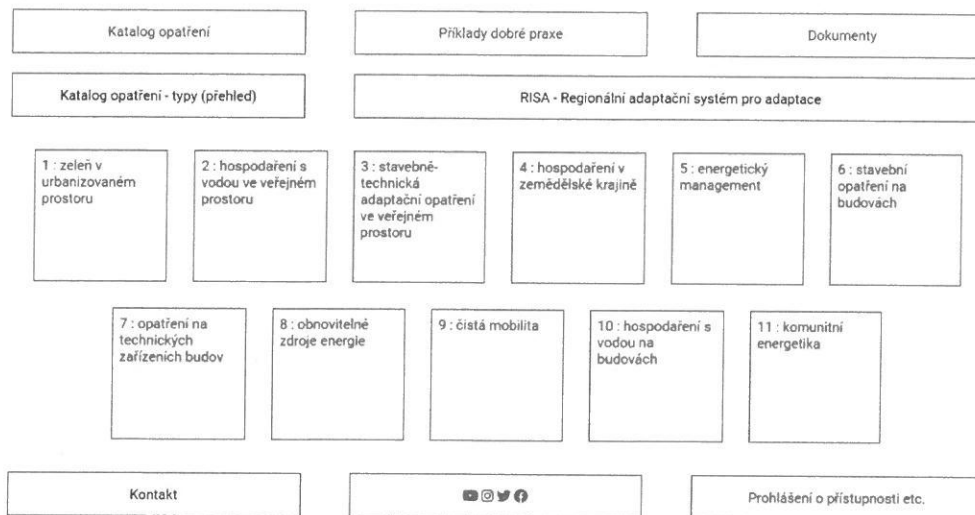 Katalog opatření
Příklady dobré praxe
Dokumenty
Katalog opatření - typy (přehled)
RISA - Regionální adaptační systém pro adaptace
1 : zeleň v
urbanizovaném
prostoru
2 : hospodaření s
vodou ve veřejném
prostoru
3 : stavebně-
technická
adaptační opatření
ve veřejném
prostoru
4 : hospodaření v
zemědělské krajině
5 : energetický
management
6 : stavební
opatření na
budovách
7 : opatření na
technických
zařízeních budov
8 : obnovitelné
zdroje energie
9 : čistá mobilita
10 : hospodaření s
vodou na
budovách
11 : komunitní
energetika
Kontakt
Prohlášení o přístupnosti etc.